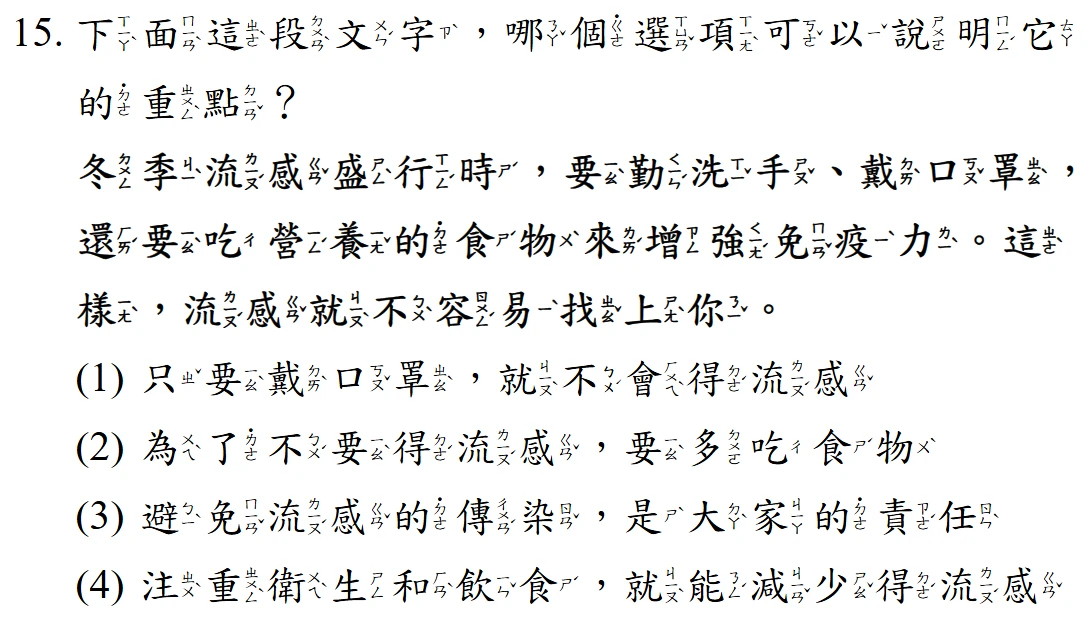 15. 下面這段文字，哪個選項可以說明它
的重點？
冬季流感盛行時，要勤洗手、戴口罩，
還要吃營養的食物來增強免疫力。這
樣，流感就不容易找上你。
(1) 只要戴口罩，就不會得流感
(2) 為了不要得流感，要多吃食物
(3) 避免流感的傳染，是大家的責任
(4) 注重衛生和飲食，就能減少得流感